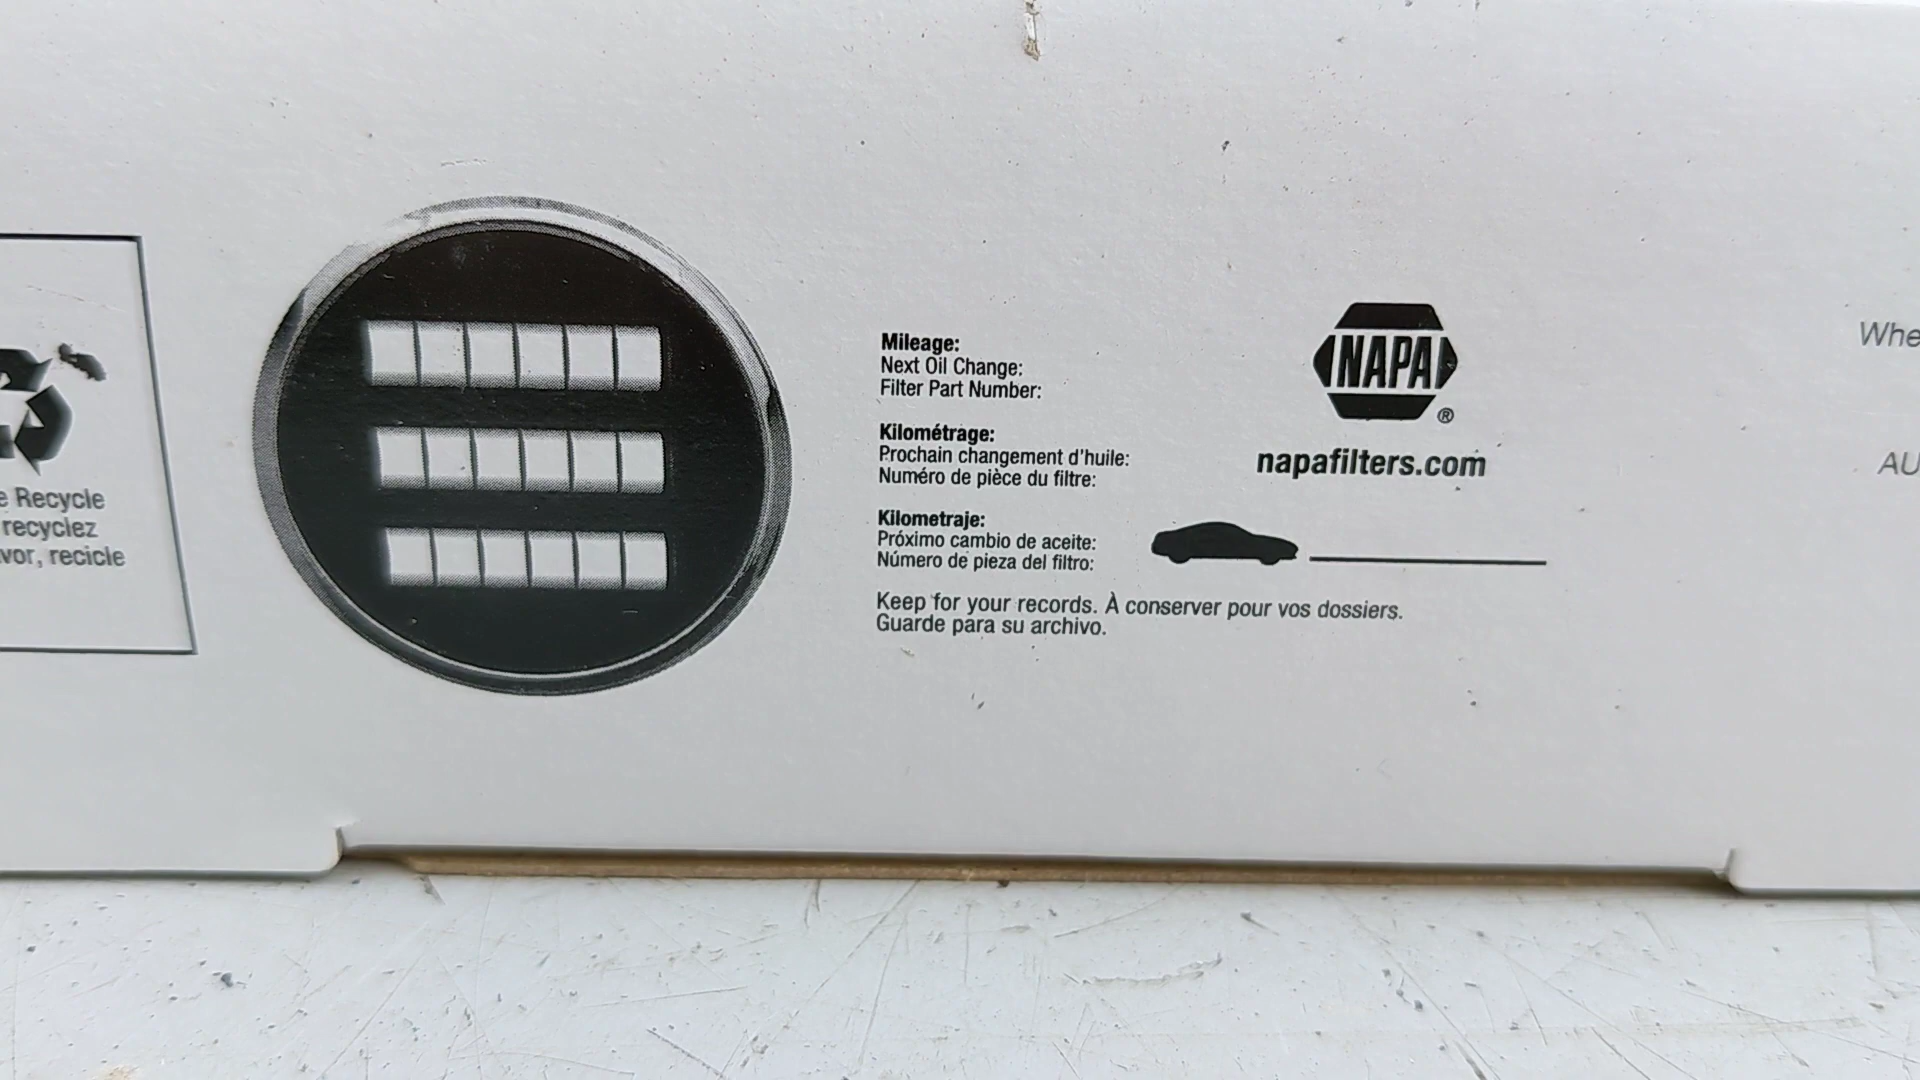 e Recycle
recyclez
vor, recicle
Mileage:
Next Oil Change:
Filter Part Number:
Kilométrage:
Prochain changement d'huile:
Numéro de pièce du filtre:
Kilometraje:
Próximo cambio de aceite:
Número de pieza del filtro:
Keep for your records. À conserver pour vos dossiers.
Guarde para su archivo.
NAPA
®
napafilters.com
Whe
AU